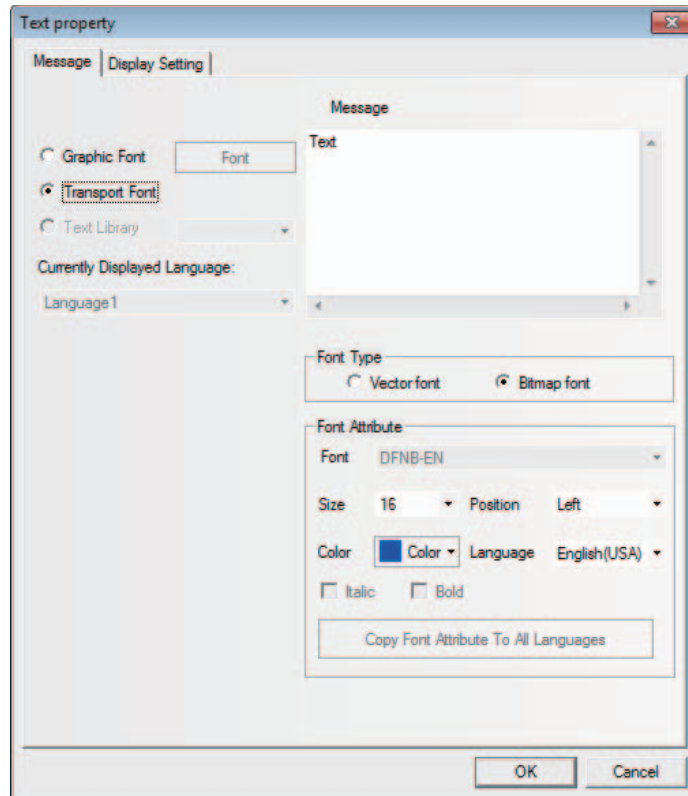 Text property
Message Display Setting
Message
Graphic Font Font
Text
Transport Font
Text Library
Currently Displayed Language:
Language1
Font Type
Vector font Bitmap font
Font Attribute
Font DFNB-EN
Size 16 Position Left
Color Color Language English(USA)
Italic Bold
Copy Font Attribute To All Languages
OK Cancel